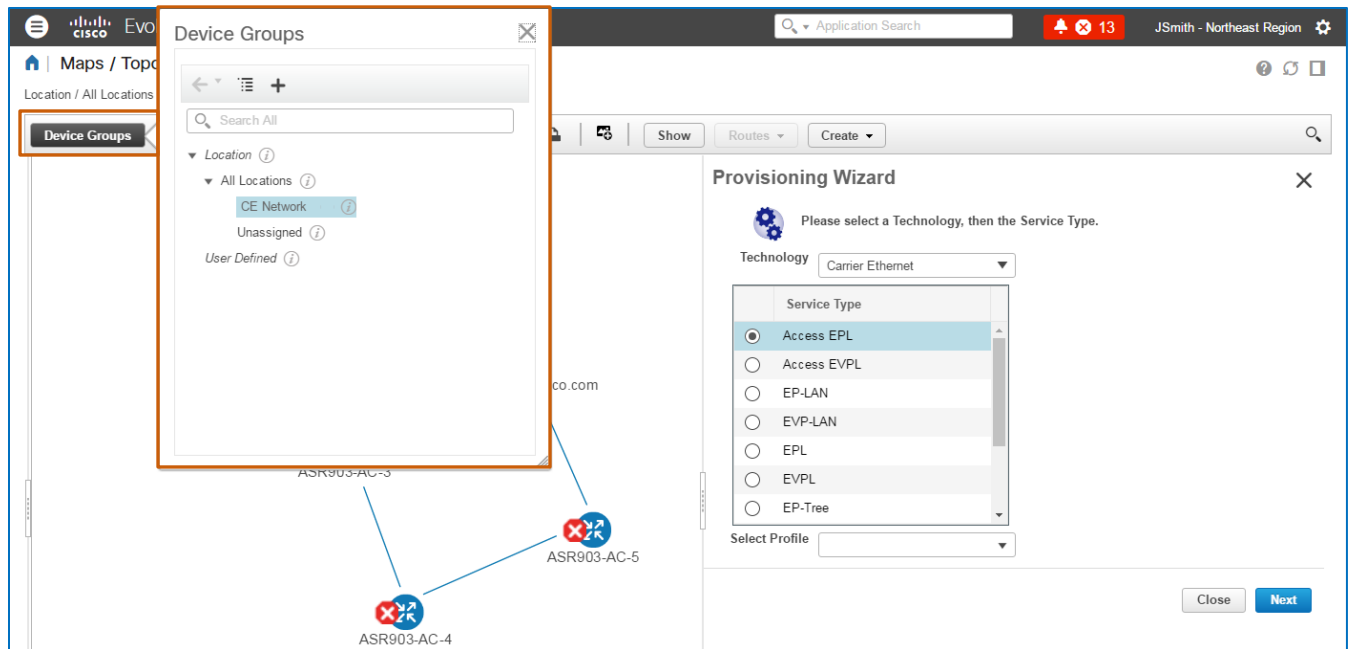 cisco Evo
Application Search
13
JSmith - Northeast Region
Device Groups
Maps / Topo
Location / All Locations
Search All
Device Groups
Show
Routes
Create
Location
All Locations
CE Network
Unassigned
User Defined
Provisioning Wizard
Please select a Technology, then the Service Type.
Technology
Carrier Ethernet
Service Type
Access EPL
Access EVPL
EP-LAN
EVP-LAN
EPL
EVPL
EP-Tree
Select Profile
Close
Next
co.com
ASR903-AC-3
ASR903-AC-5
ASR903-AC-4